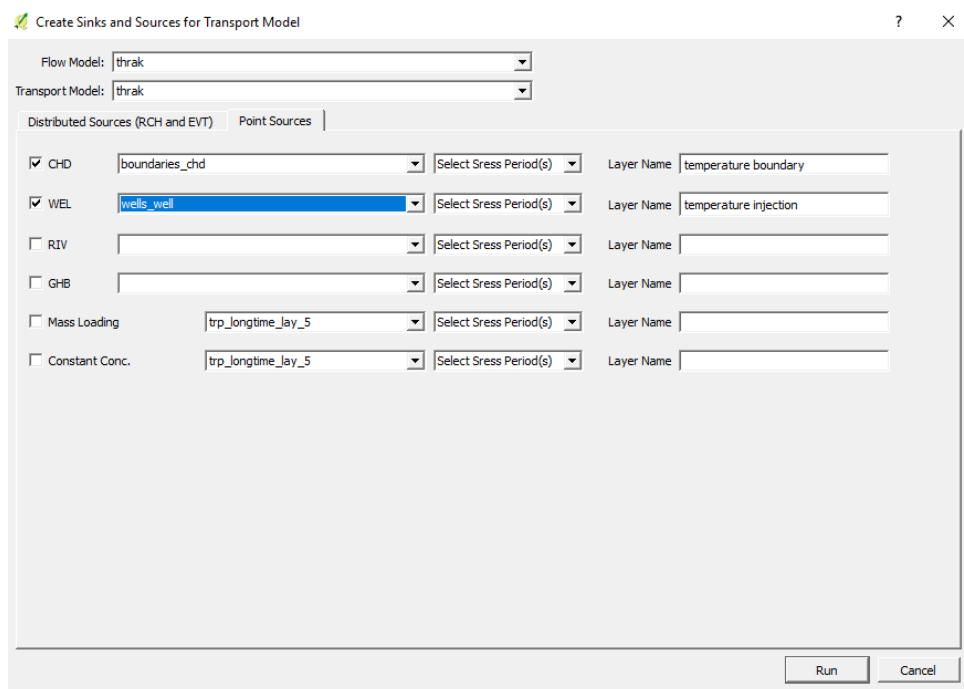 Create Sinks and Sources for Transport Model ? ×
Flow Model: thrak
Transport Model: thrak
Distributed Sources (RCH and EVT) Point Sources
CHD boundaries_chd Select Sress Period(s) Layer Name temperature boundary
WEL wells_well Select Sress Period(s) Layer Name temperature injection
RIV Select Sress Period(s) Layer Name
GHB Select Sress Period(s) Layer Name
Mass Loading trp_longtime_lay_5 Select Sress Period(s) Layer Name
Constant Conc. trp_longtime_lay_5 Select Sress Period(s) Layer Name
Run Cancel